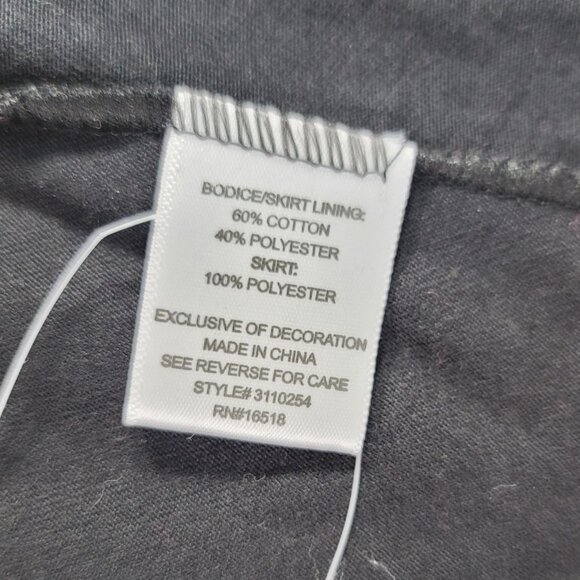 BODICE/SKIRT LINING:
60% COTTON
40% POLYESTER
SKIRT:
100% POLYESTER
EXCLUSIVE OF DECORATION
MADE IN CHINA
SEE REVERSE FOR CARE
STYLE# 3110254
RN#16518